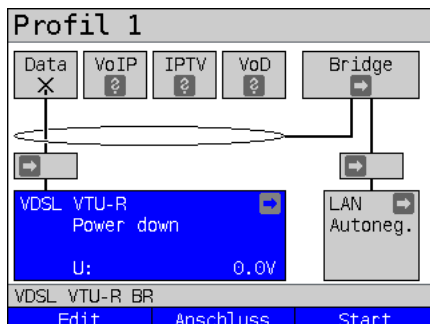 Profil 1
Data VoIP IPTV VoD Bridge
? ? ?
VDSL VTU-R
Power down
U: 0.0V
LAN
Autoneg.
VDSL VTU-R BR
Edit Anschluss Start